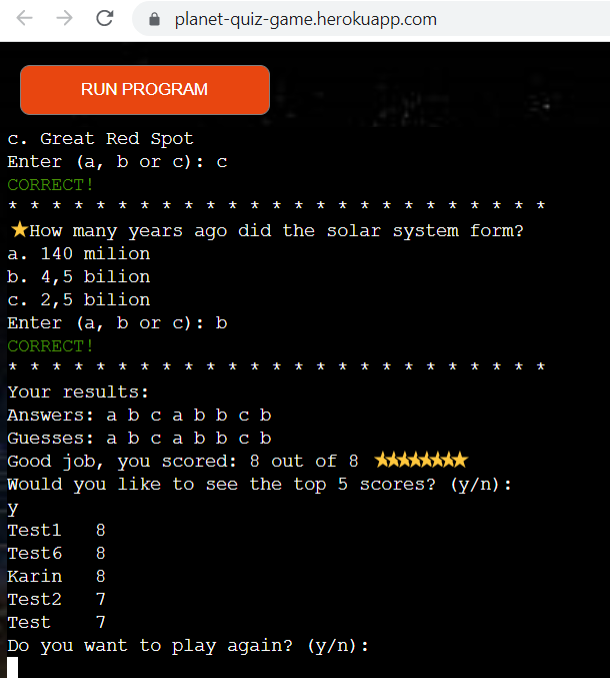 planet-quiz-game.herokuapp.com
RUN PROGRAM
c. Great Red Spot
Enter (a, b or c): c
CORRECT!
* * * * * * * * * * * * * * * * * * * * * * * * *
⭐How many years ago did the solar system form?
a. 140 milion
b. 4,5 bilion
c. 2,5 bilion
Enter (a, b or c): b
CORRECT!
* * * * * * * * * * * * * * * * * * * * * * * * *
Your results:
Answers: a b c a b b c b
Guesses: a b c a b b c b
Good job, you scored: 8 out of 8 ⭐⭐⭐⭐⭐⭐⭐⭐
Would you like to see the top 5 scores? (y/n):
y
Test1 8
Test6 8
Karin 8
Test2 7
Test 7
Do you want to play again? (y/n):